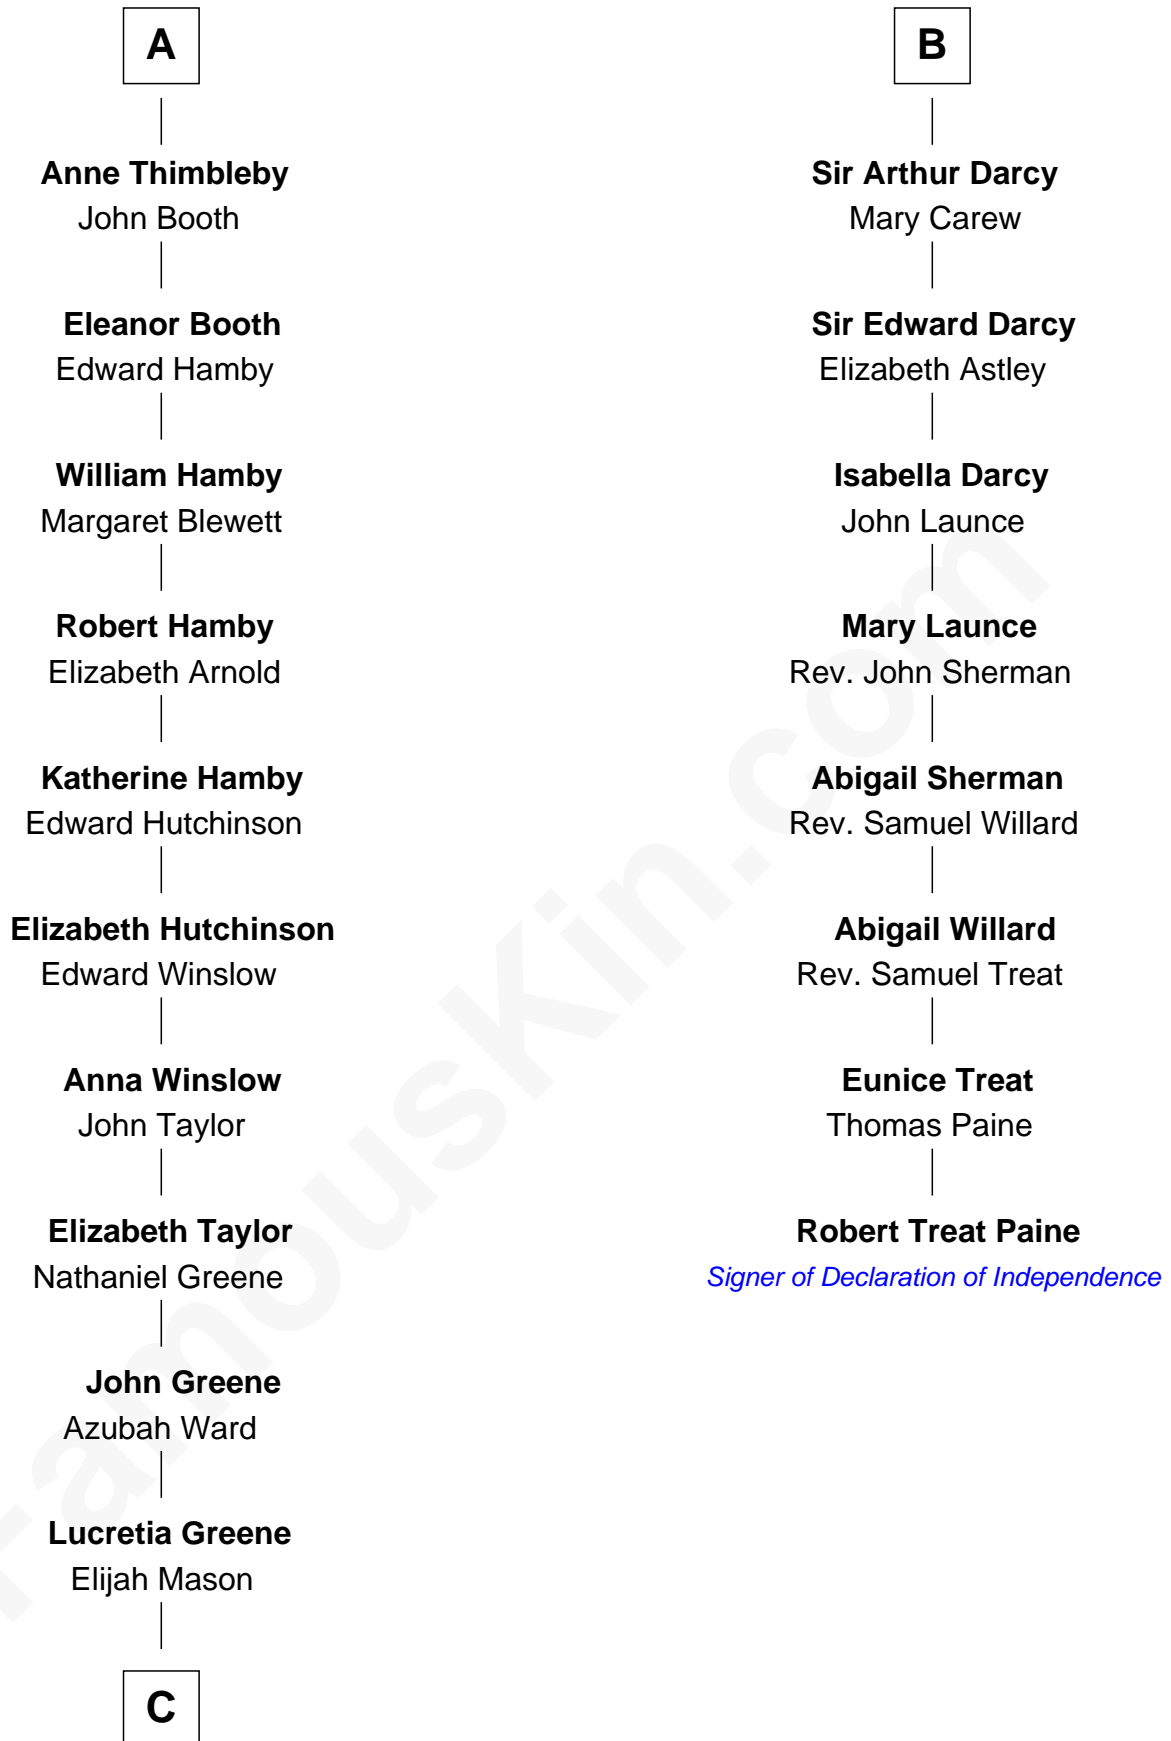 A
Anne Thimbleby
John Booth
Eleanor Booth
Edward Hamby
William Hamby
Margaret Blewett
Robert Hamby
Elizabeth Arnold
Katherine Hamby
Edward Hutchinson
Elizabeth Hutchinson
Edward Winslow
Anna Winslow
John Taylor
Elizabeth Taylor
Nathaniel Greene
John Greene
Azubah Ward
Lucretia Greene
Elijah Mason
C
B
Sir Arthur Darcy
Mary Carew
Sir Edward Darcy
Elizabeth Astley
Isabella Darcy
John Launce
Mary Launce
Rev. John Sherman
Abigail Sherman
Rev. Samuel Willard
Abigail Willard
Rev. Samuel Treat
Eunice Treat
Thomas Paine
Robert Treat Paine
Signer of Declaration of Independence
FamousKin.com